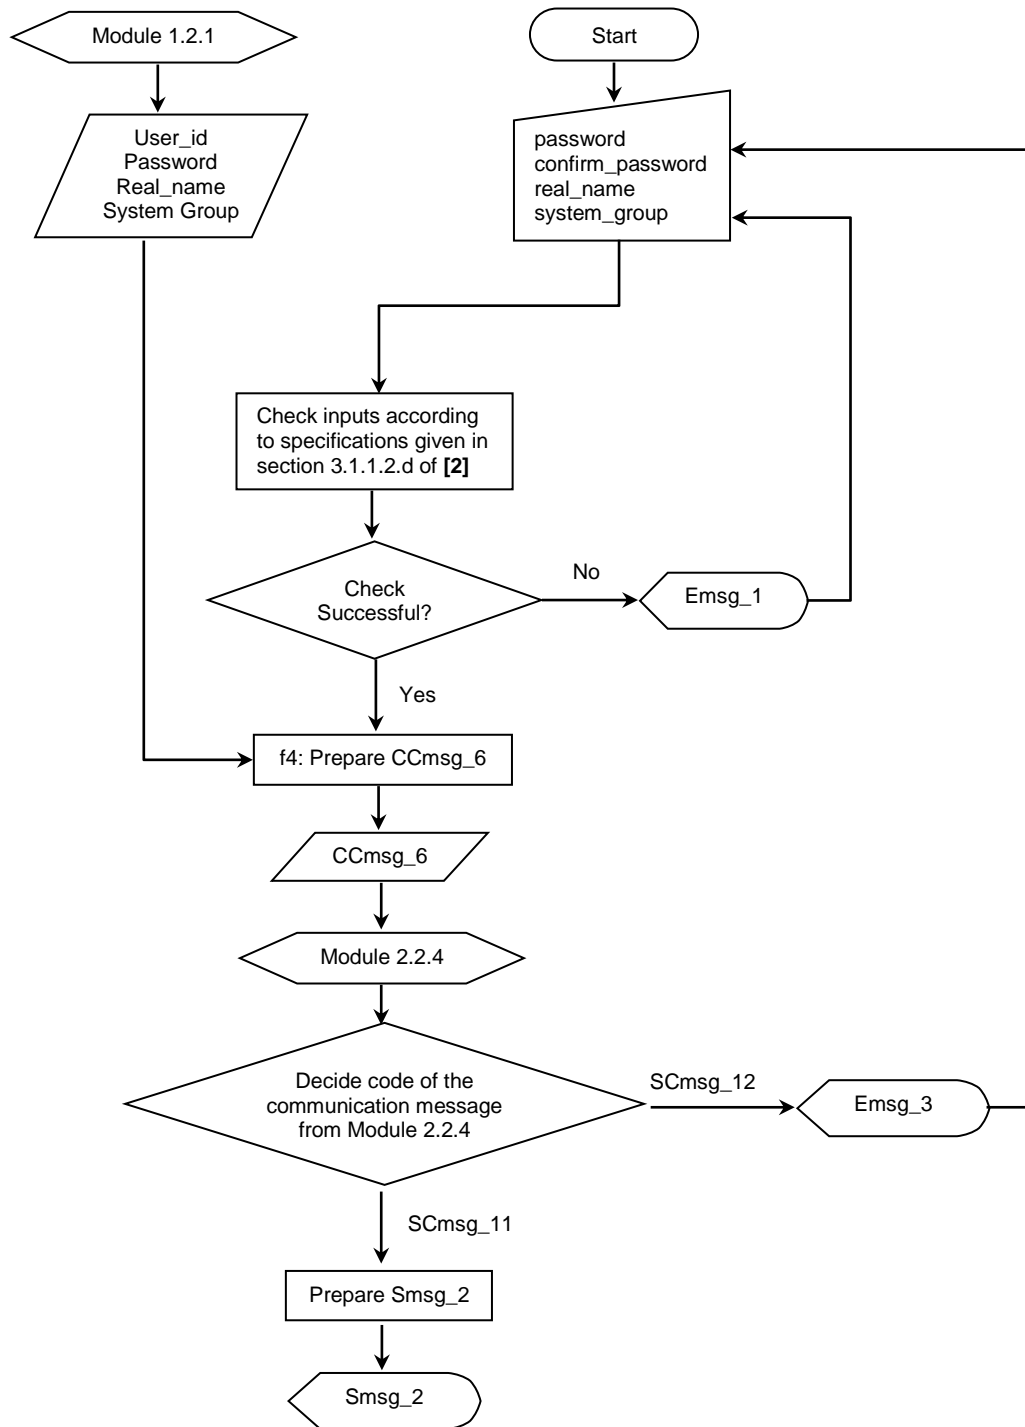 Module 1.2.1
Start
User_id
Password
Real_name
System Group
password
confirm_password
real_name
system_group
Check inputs according
to specifications given in
section 3.1.1.2.d of [2]
Check
Successful?
No
Emsg_1
Yes
f4: Prepare CCmsg_6
CCmsg_6
Module 2.2.4
Decide code of the
communication message
from Module 2.2.4
SCmsg_12
Emsg_3
SCmsg_11
Prepare Smsg_2
Smsg_2